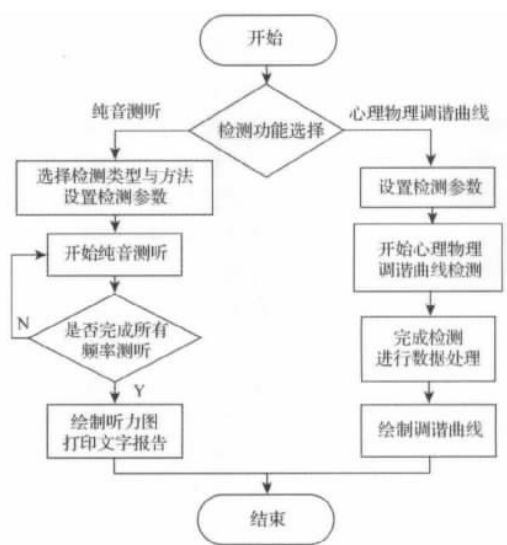 开始
纯音测听
心理物理调谐曲线
检测功能选择
选择检测类型与方法
设置检测参数
设置检测参数
开始纯音测听
开始心理物理
调谐曲线检测
N
是否完成所有
频率测听
完成检测
进行数据处理
Y
绘制听力图
打印文字报告
绘制调谐曲线
结束